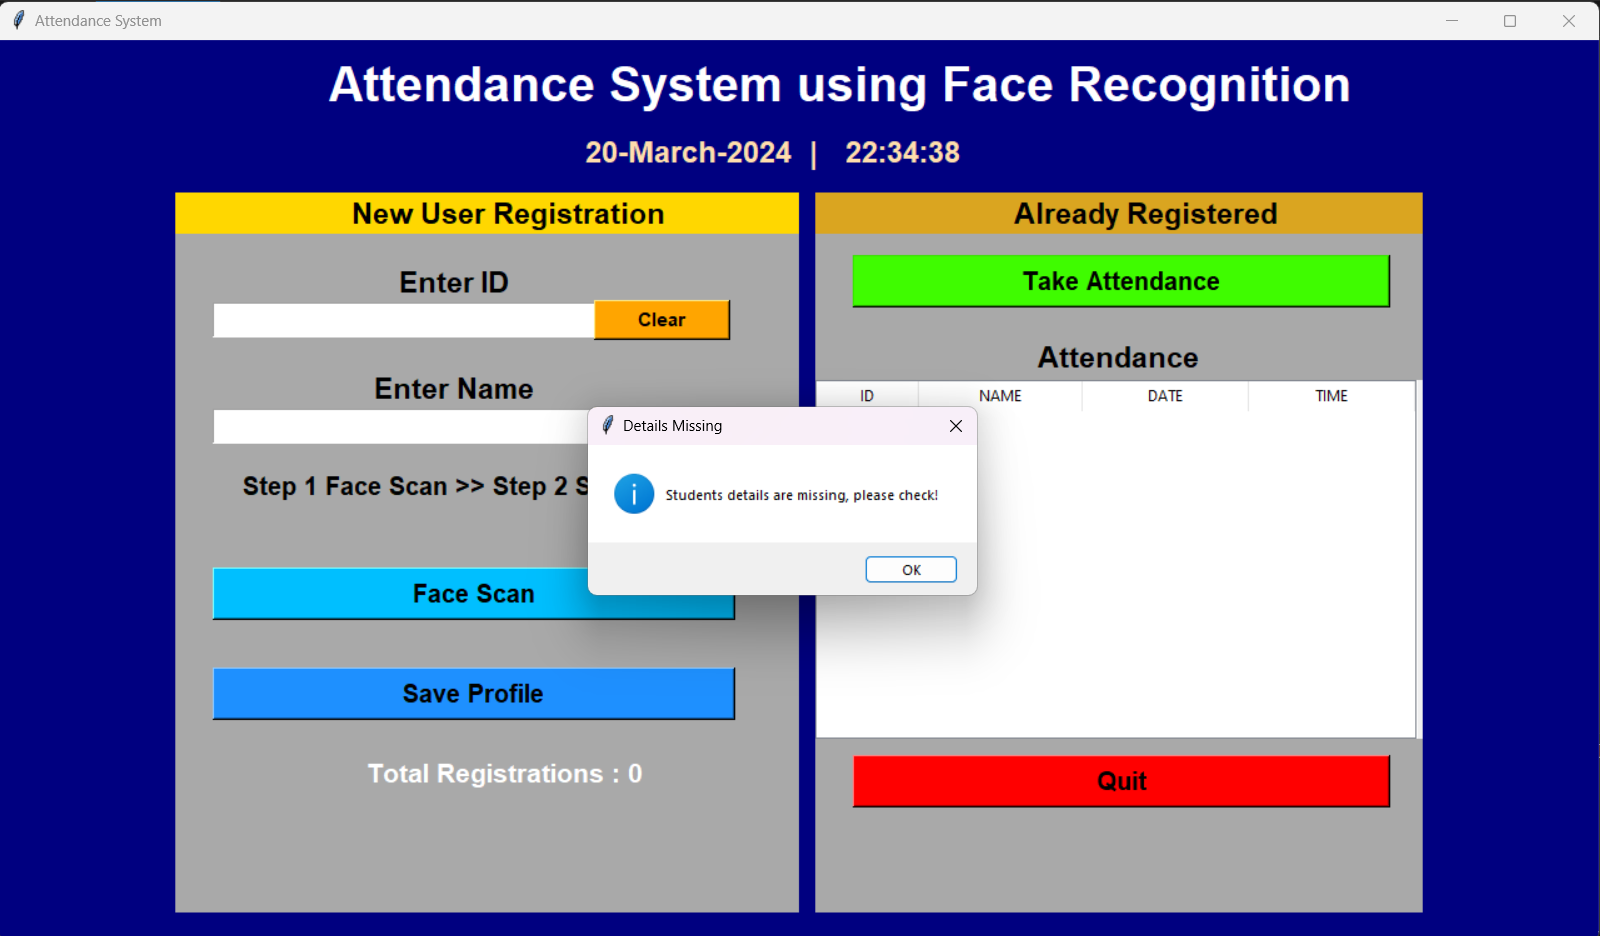 Attendance System
Attendance System using Face Recognition
20-March-2024 | 22:34:38
New User Registration
Enter ID
Clear
Enter Name
Step 1 Face Scan >> Step 2 S
Face Scan
Save Profile
Total Registrations : 0
Already Registered
Take Attendance
Attendance
ID NAME DATE TIME
Quit
Details Missing
Students details are missing, please check!
OK